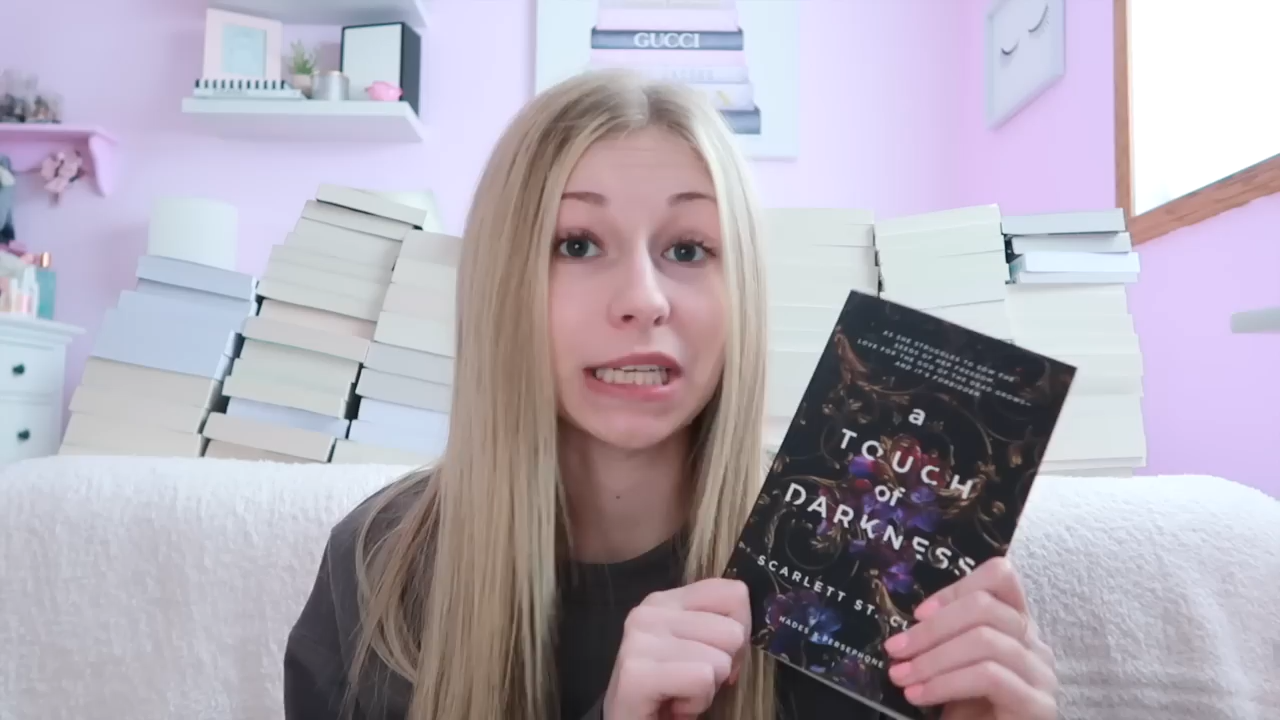 GUCCI
AS SHE STRUGGLES TO SOW THE
SEEDS OF HER FREEDOM,
LOVE FOR THE GOD OF THE DEAD GROWS—
AND IT'S FORBIDDEN.
a
TOUCH
of
DARKNESS
SCARLETT ST. CL
HADES & PERSEPHONE